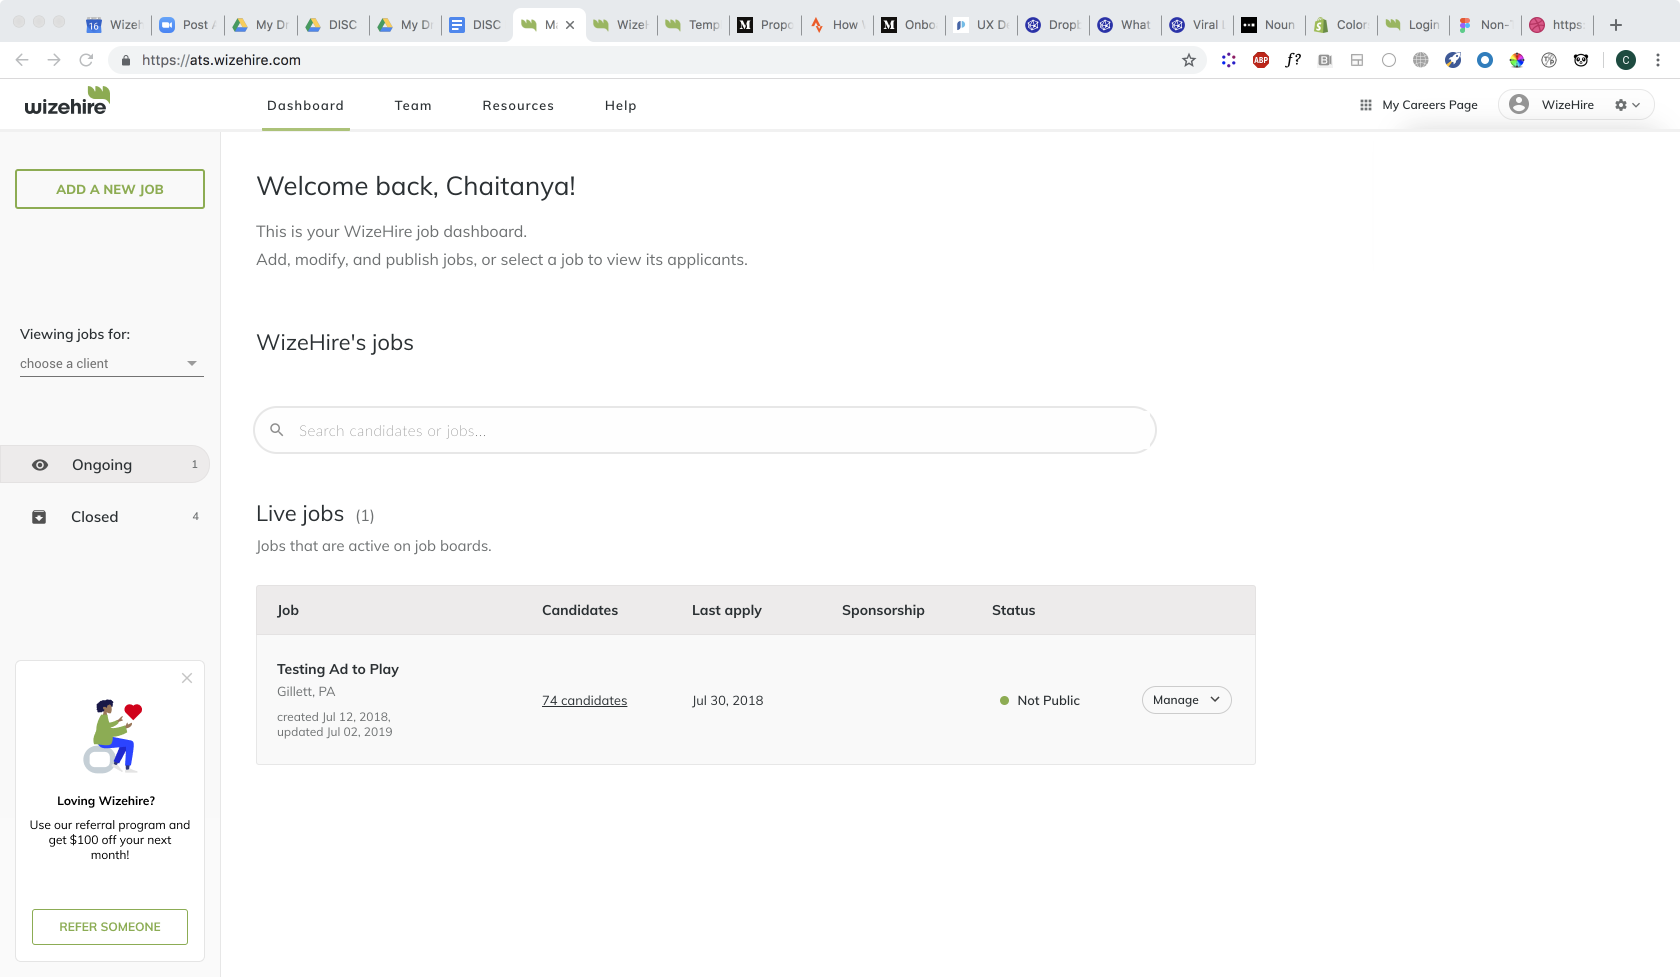 16 Wizeh
Post
My Dr
DISC
My Dr
DISC
Ma
WizeH
Temp
Propo
How
Onbo
UX De
Dropb
What
Viral
Noun
Color
Login
Non-
https:
https://ats.wizehire.com
ABP
f?
C
wizehire
Dashboard
Team
Resources
Help
My Careers Page
WizeHire
ADD A NEW JOB
Viewing jobs for:
choose a client
Ongoing 1
Closed 4
Loving Wizehire?
Use our referral program and
get $100 off your next
month!
REFER SOMEONE
Welcome back, Chaitanya!
This is your WizeHire job dashboard.
Add, modify, and publish jobs, or select a job to view its applicants.
WizeHire's jobs
Search candidates or jobs...
Live jobs (1)
Jobs that are active on job boards.
Job Candidates Last apply Sponsorship Status
Testing Ad to Play
Gillett, PA
created Jul 12, 2018,
updated Jul 02, 2019
74 candidates
Jul 30, 2018
Not Public
Manage